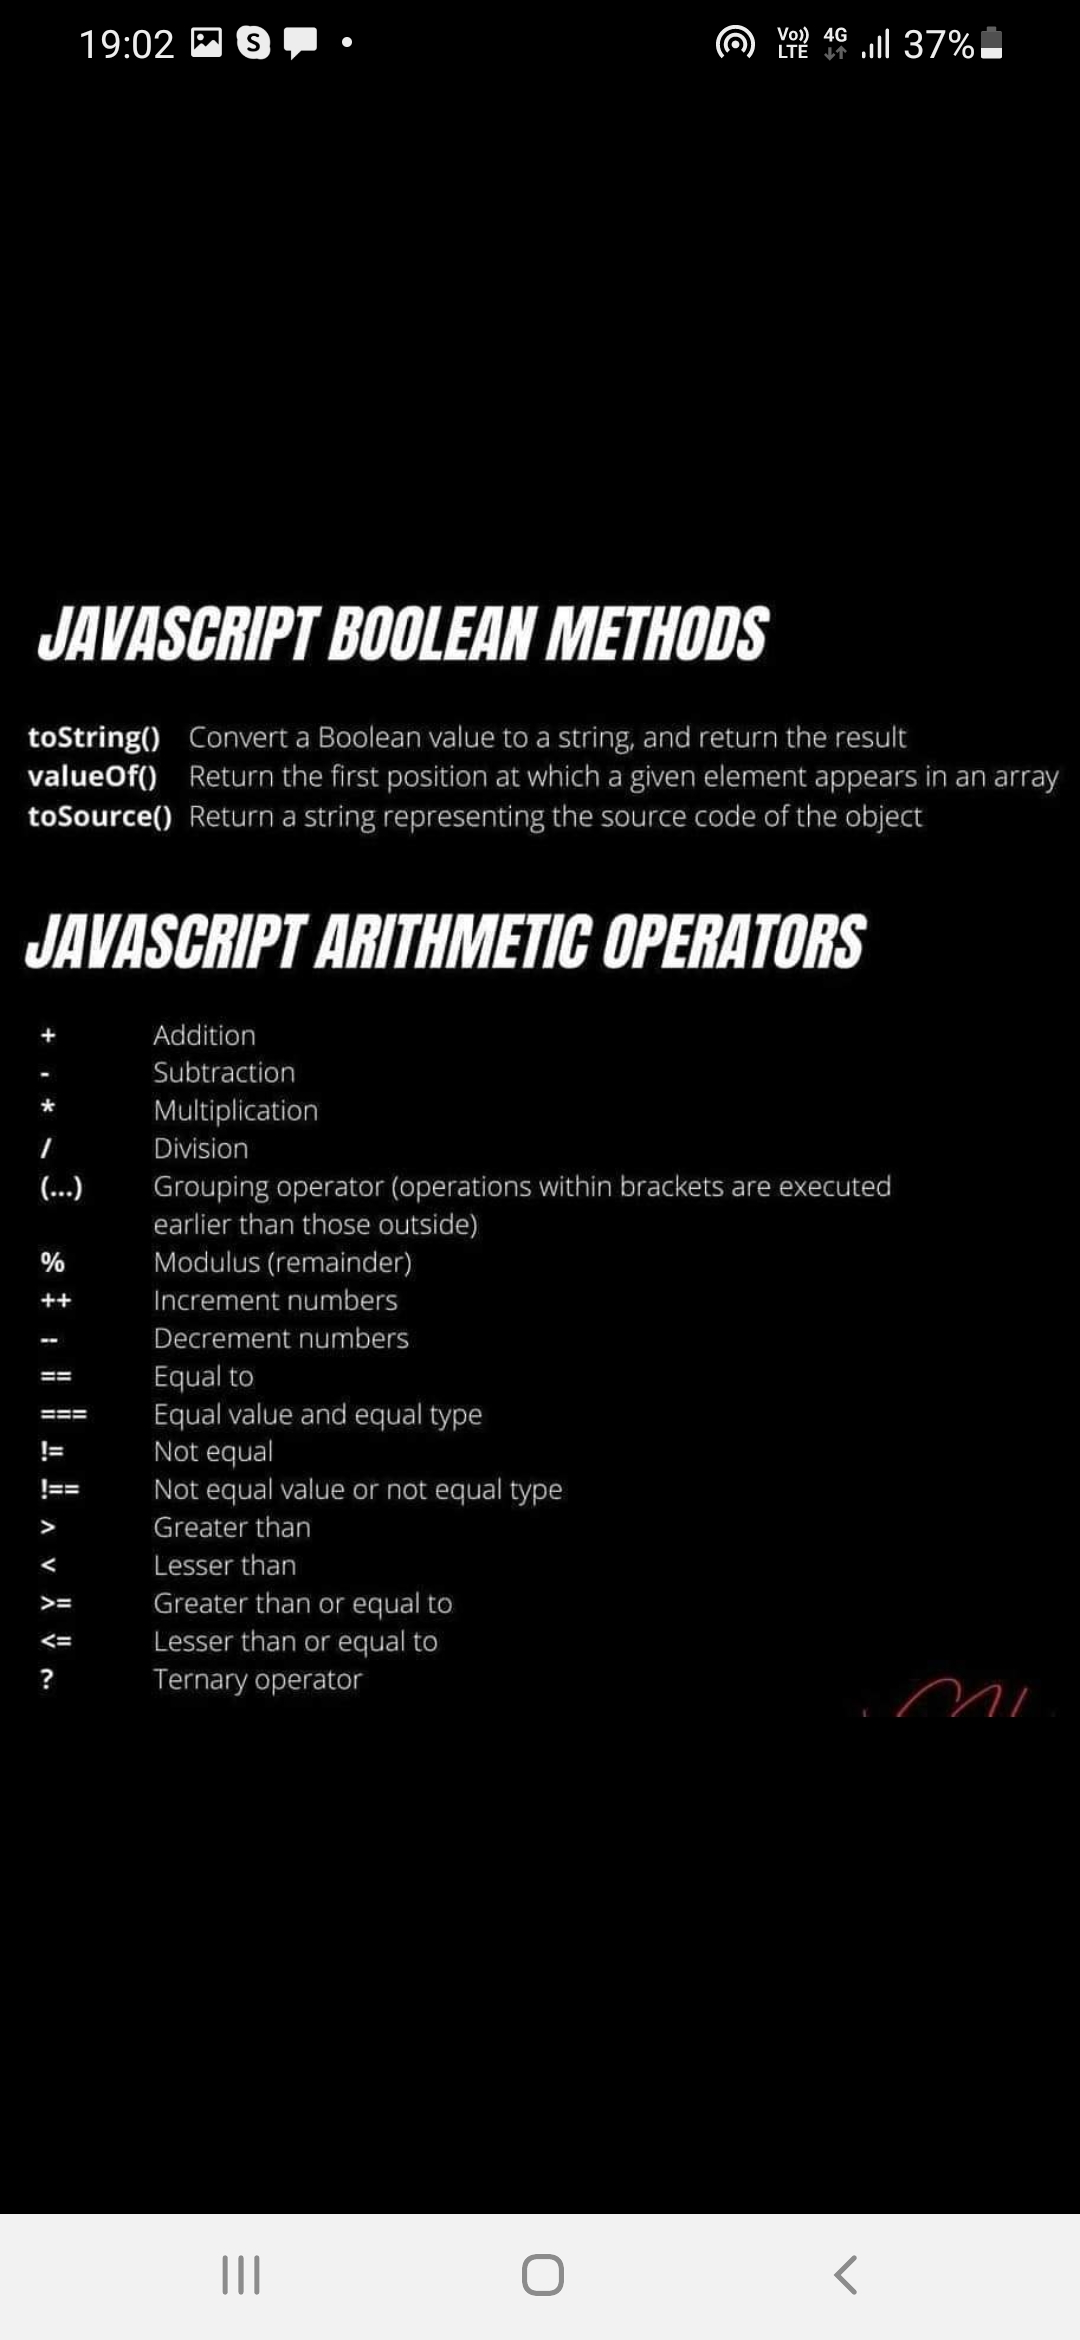 19:02
Vo)) LTE 4G 37%
JAVASCRIPT BOOLEAN METHODS
toString() Convert a Boolean value to a string, and return the result
valueOf() Return the first position at which a given element appears in an array
toSource() Return a string representing the source code of the object
JAVASCRIPT ARITHMETIC OPERATORS
+ Addition
- Subtraction
* Multiplication
/ Division
(...) Grouping operator (operations within brackets are executed
earlier than those outside)
% Modulus (remainder)
++ Increment numbers
-- Decrement numbers
== Equal to
=== Equal value and equal type
!= Not equal
!== Not equal value or not equal type
> Greater than
< Lesser than
>= Greater than or equal to
<= Lesser than or equal to
? Ternary operator